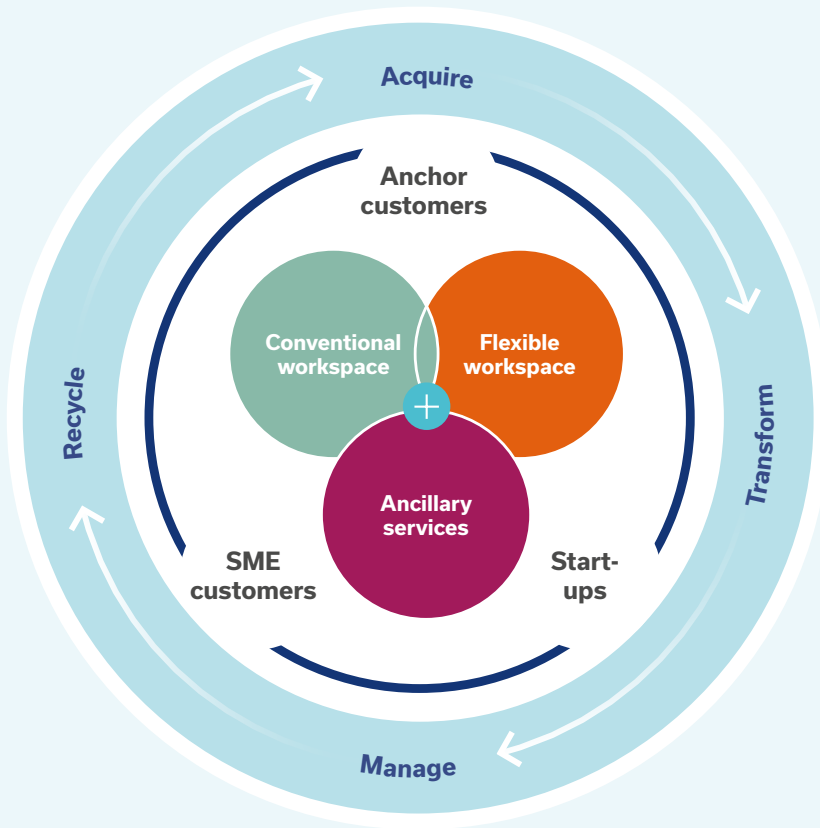 Acquire
Anchor
customers
Conventional
workspace
Flexible
workspace
Recycle
Transform
Ancillary
services
SME
customers
Start-
ups
Manage